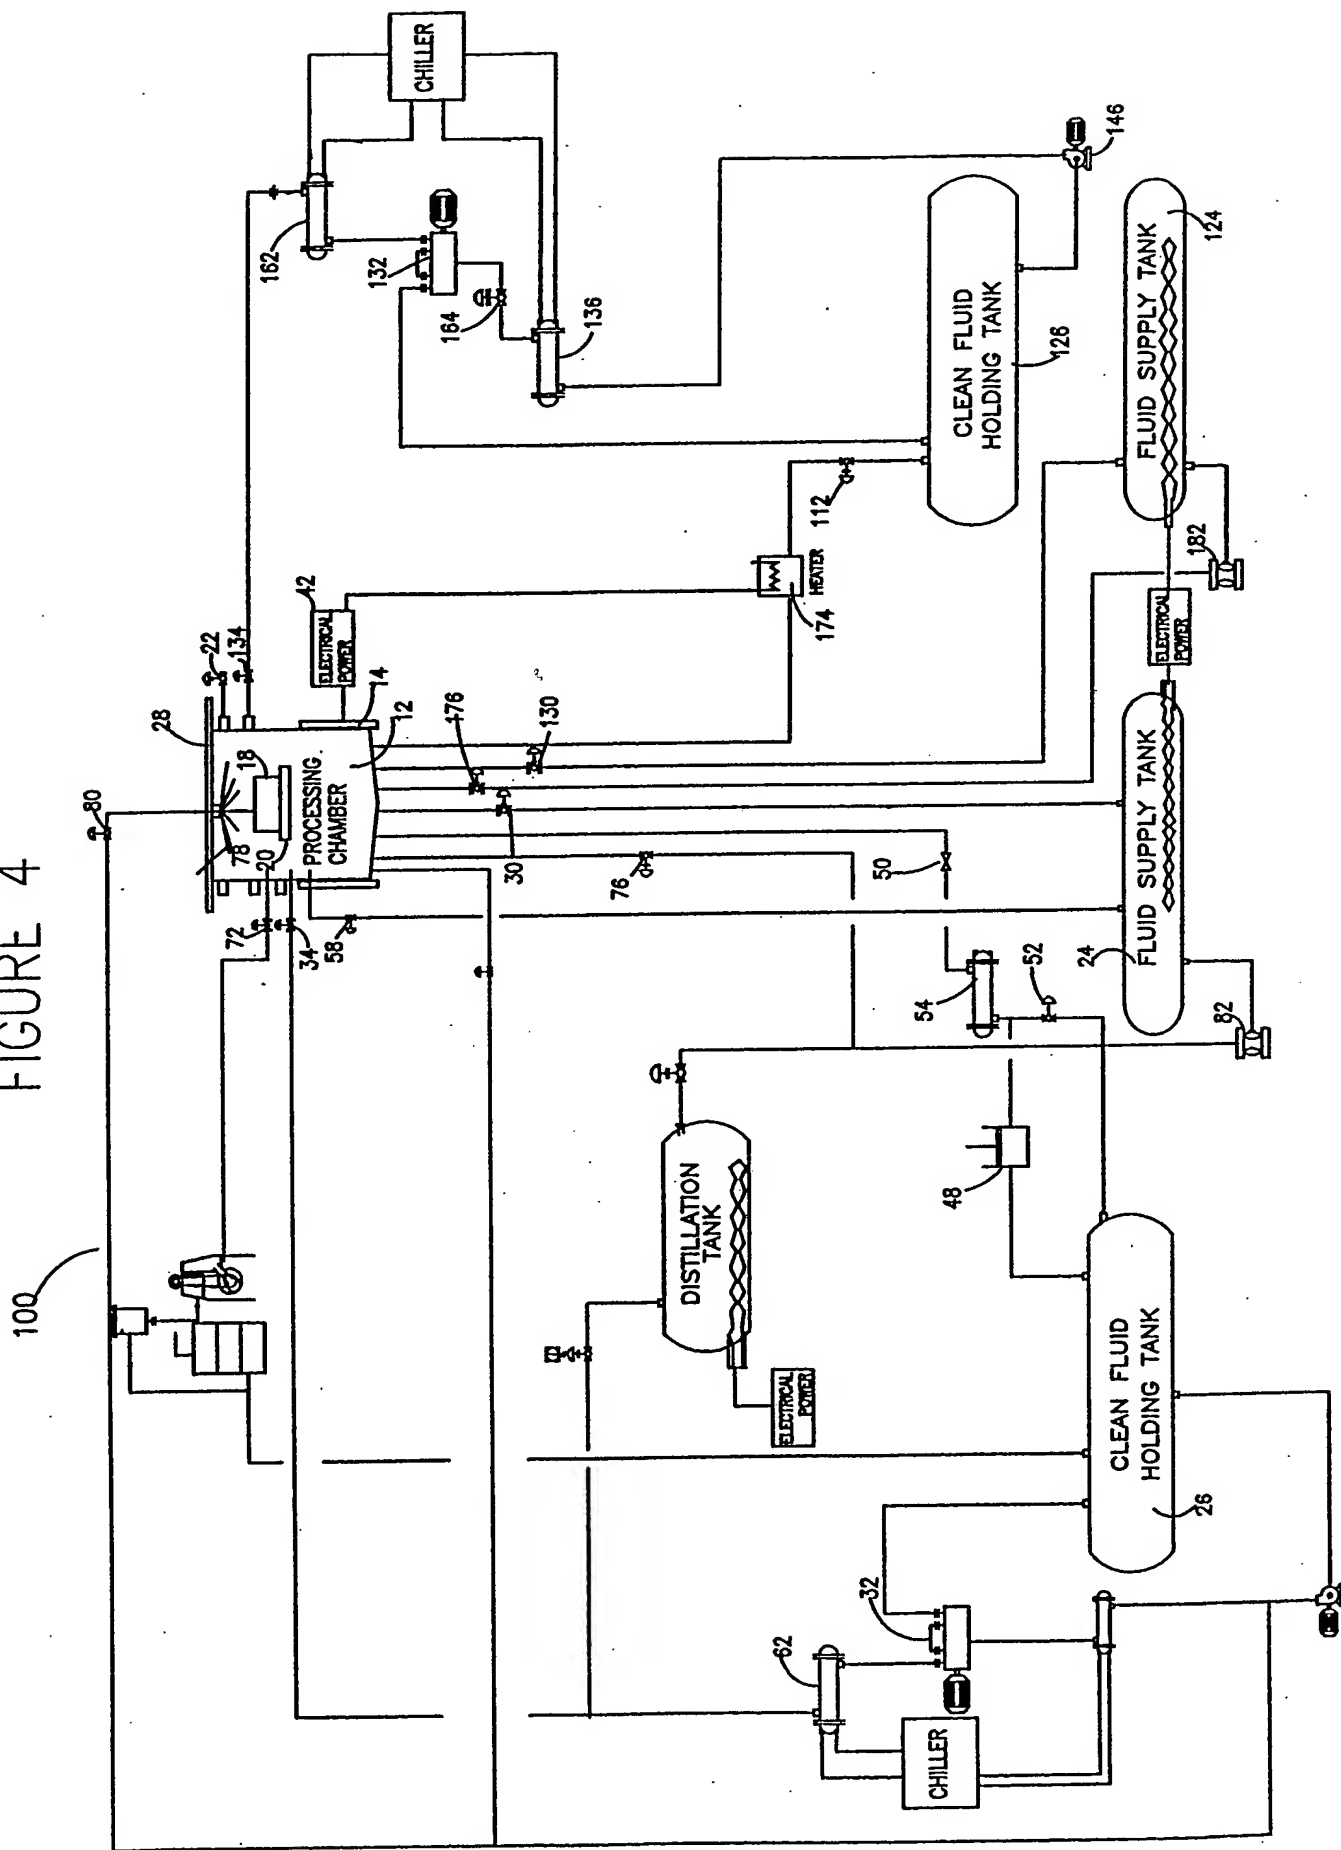 FIGURE 4
100
80
28
22
134
78
18
20
PROCESSING
CHAMBER
12
14
42
ELECTRICAL
POWER
72
34
58
30
176
130
76
50
162
CHILLER
132
164
136
112
HEATER
174
CLEAN FLUID
HOLDING TANK
126
146
FLUID SUPPLY TANK
124
182
ELECTRICAL
POWER
FLUID SUPPLY TANK
24
82
54
52
48
DISTILLATION
TANK
ELECTRICAL
POWER
CLEAN FLUID
HOLDING TANK
26
32
62
CHILLER